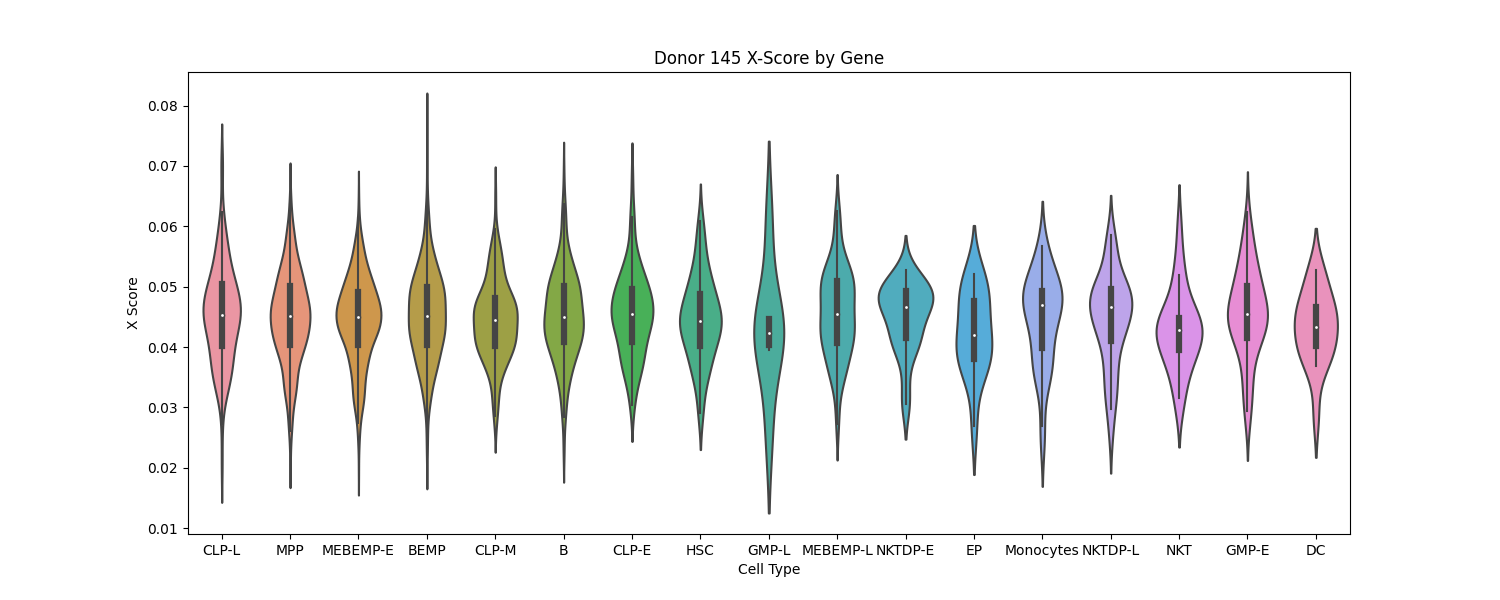 Donor 145 X-Score by Gene
X Score
0.08
0.07
0.06
0.05
0.04
0.03
0.02
0.01
CLP-L MPP MEBEMP-E BEMP CLP-M B CLP-E HSC GMP-L MEBEMP-L NKTDP-E EP Monocytes NKTDP-L NKT GMP-E DC
Cell Type